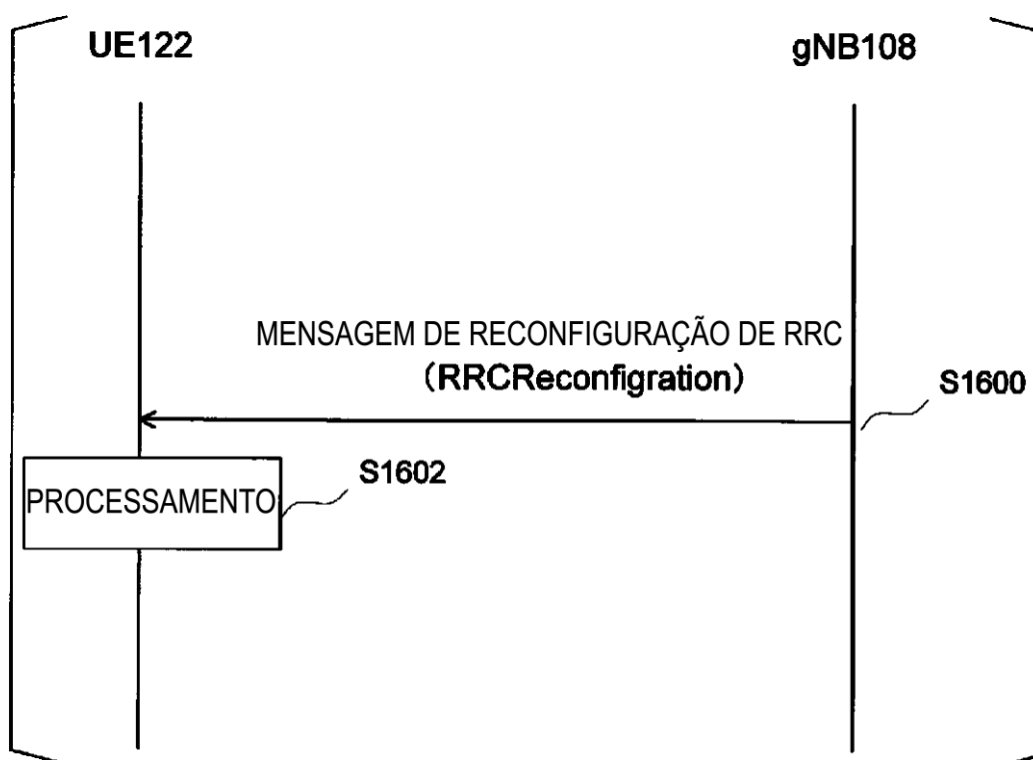 UE122
gNB108
MENSAGEM DE RECONFIGURAÇÃO DE RRC
(RRCReconfigration)
S1600
S1602
PROCESSAMENTO